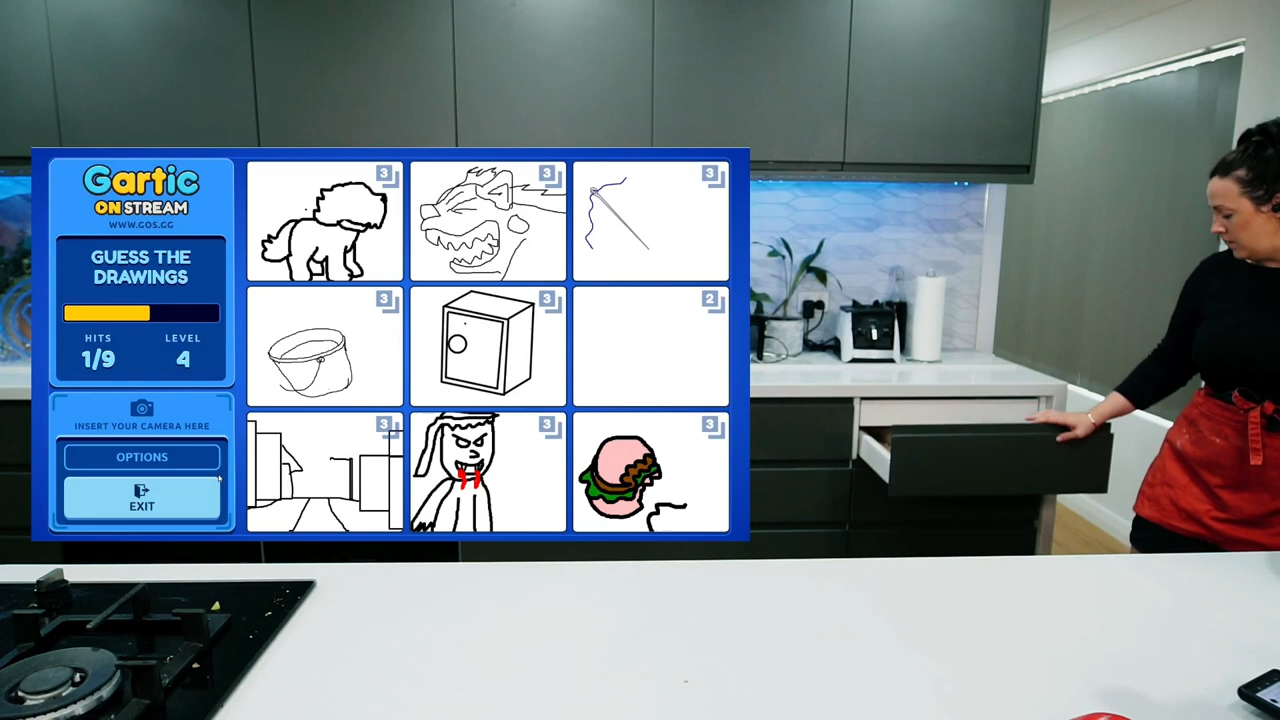 Gartic
ON STREAM
WWW.GOS.GG
GUESS THE
DRAWINGS
HITS
1/9
LEVEL
4
INSERT YOUR CAMERA HERE
OPTIONS
EXIT
3
3
3
3
3
2
3
3
3